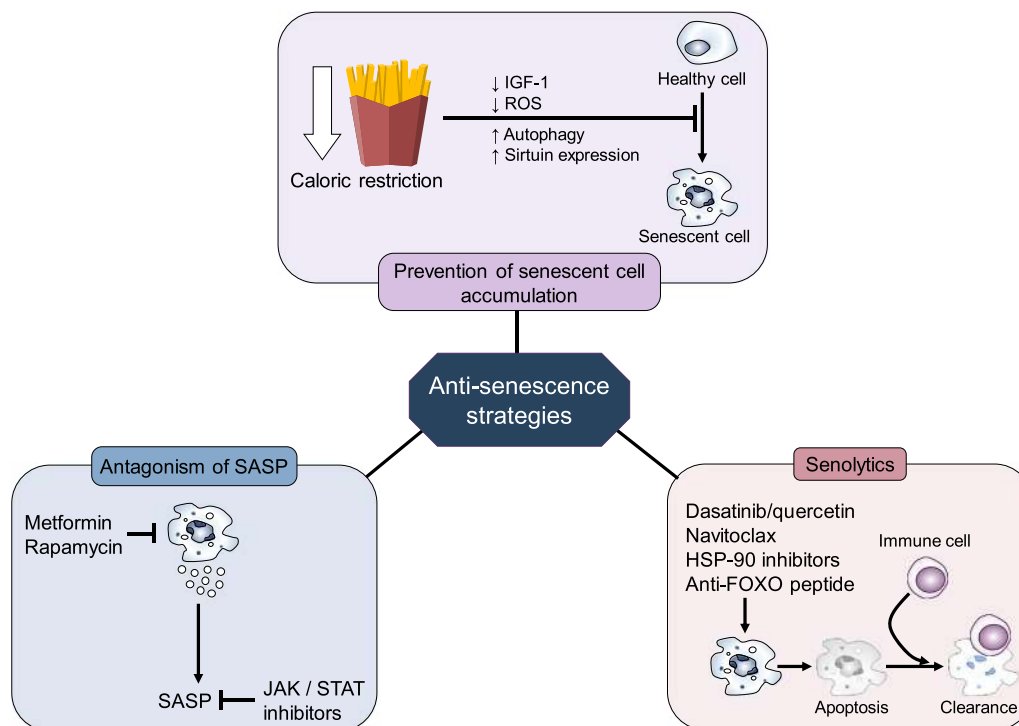 ↓ IGF-1
↓ ROS
↑ Autophagy
↑ Sirtuin expression
Caloric restriction
Healthy cell
Senescent cell
Prevention of senescent cell
accumulation
Anti-senescence
strategies
Antagonism of SASP
Metformin
Rapamycin
SASP
JAK / STAT
inhibitors
Senolytics
Dasatinib/quercetin
Navitoclax
HSP-90 inhibitors
Anti-FOXO peptide
Immune cell
Apoptosis
Clearance